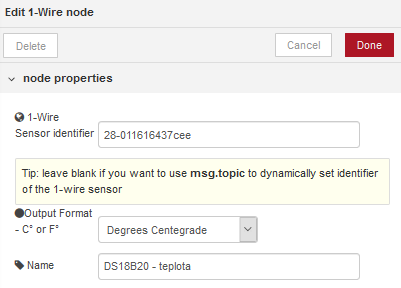 Edit 1-Wire node
Delete
Cancel
Done
node properties
1-Wire
Sensor identifier
28-011616437cee
Tip: leave blank if you want to use msg.topic to dynamically set identifier
of the 1-wire sensor
Output Format
- C° or F°
Degrees Centegrade
Name
DS18B20 - teplota